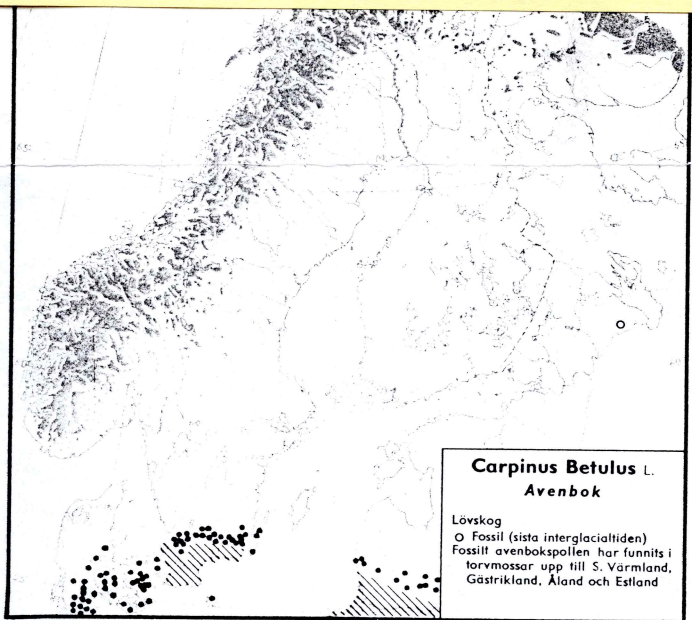 Carpinus Betulus L.
Avenbok
Lövskog
O Fossil (sista interglacialtiden)
Fossilt avenbokspollen har funnits i
torvmossar upp till S. Värmland,
Gästrikland, Åland och Estland